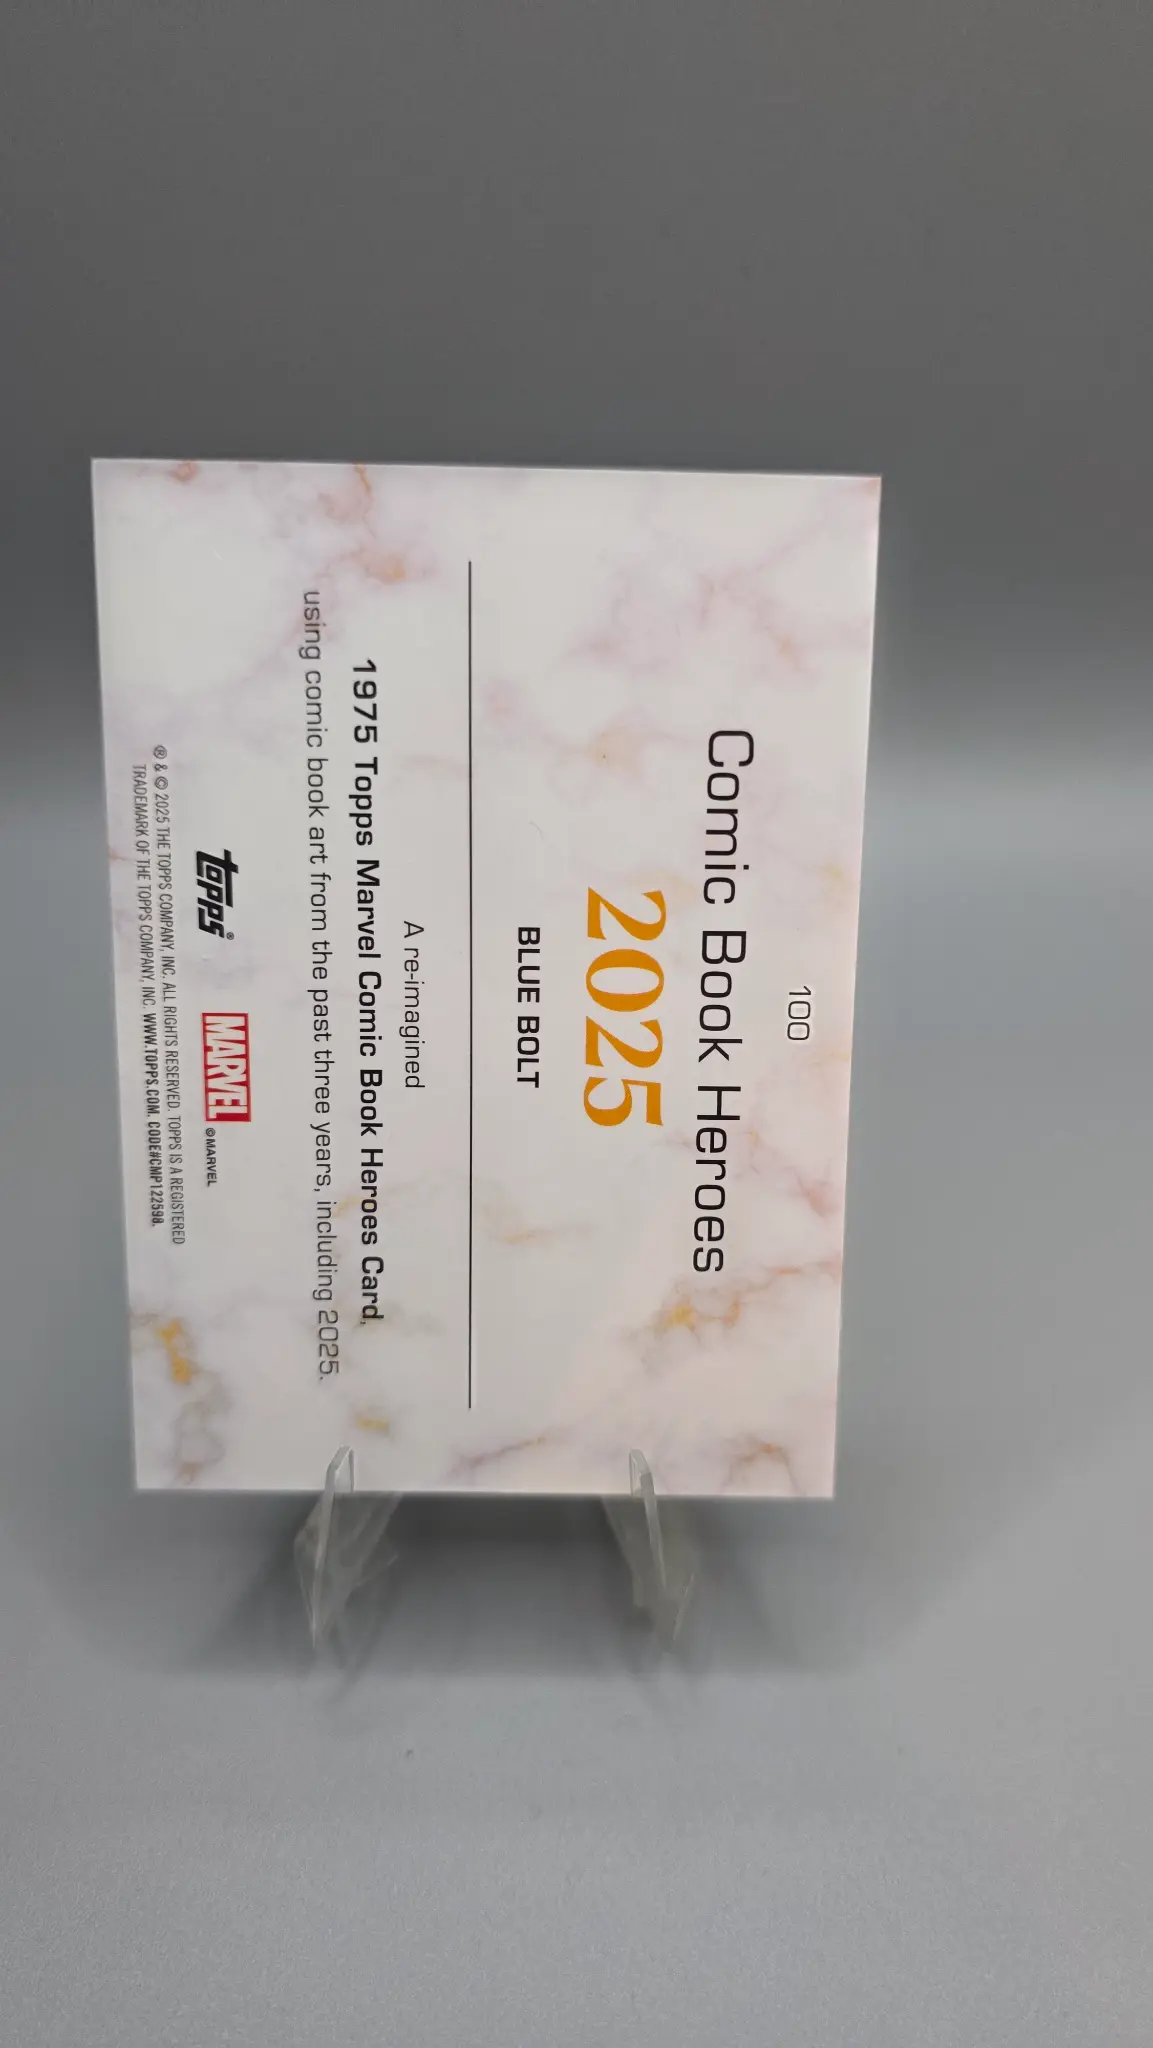 100
Comic Book Heroes
2025
BLUE BOLT
A re-imagined
1975 Topps Marvel Comic Book Heroes Card,
using comic book art from the past three years, including 2025.
topps®
MARVEL
©MARVEL
® & © 2025 THE TOPPS COMPANY, INC. ALL RIGHTS RESERVED. TOPPS IS A REGISTERED
TRADEMARK OF THE TOPPS COMPANY, INC. WWW.TOPPS.COM. CODE#CMP122598.